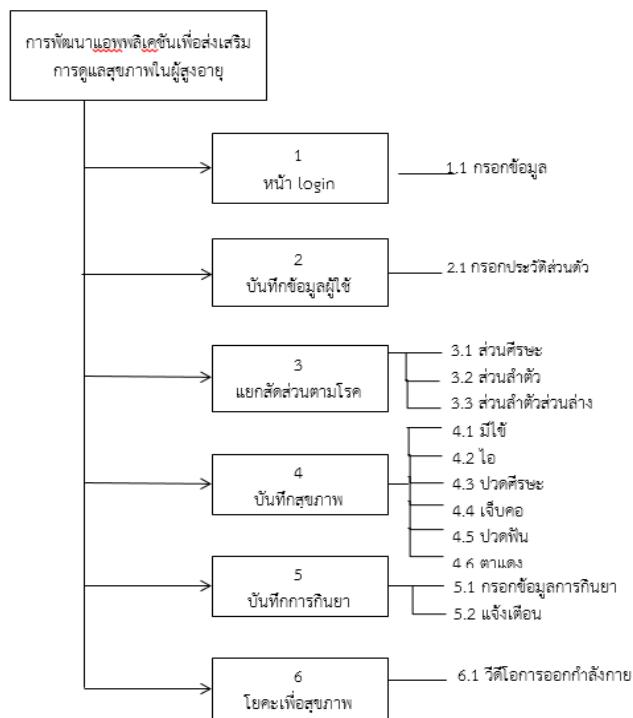 การพัฒนาแอพพลิเคชันเพื่อส่งเสริม
การดูแลสุขภาพในผู้สูงอายุ
1
หน้า login
1.1 กรอกข้อมูล
2
บันทึกข้อมูลผู้ใช้
2.1 กรอกประวัติส่วนตัว
3
แยกสัดส่วนตามโรค
3.1 ส่วนศีรษะ
3.2 ส่วนลำตัว
3.3 ส่วนลำตัวส่วนล่าง
4
บันทึกสุขภาพ
4.1 มีไข้
4.2 ไอ
4.3 ปวดศีรษะ
4.4 เจ็บคอ
4.5 ปวดฟัน
4.6 ตาแดง
5
บันทึกการกินยา
5.1 กรอกข้อมูลการกินยา
5.2 แจ้งเตือน
6
โยคะเพื่อสุขภาพ
6.1 วีดีโอการออกกำลังกาย